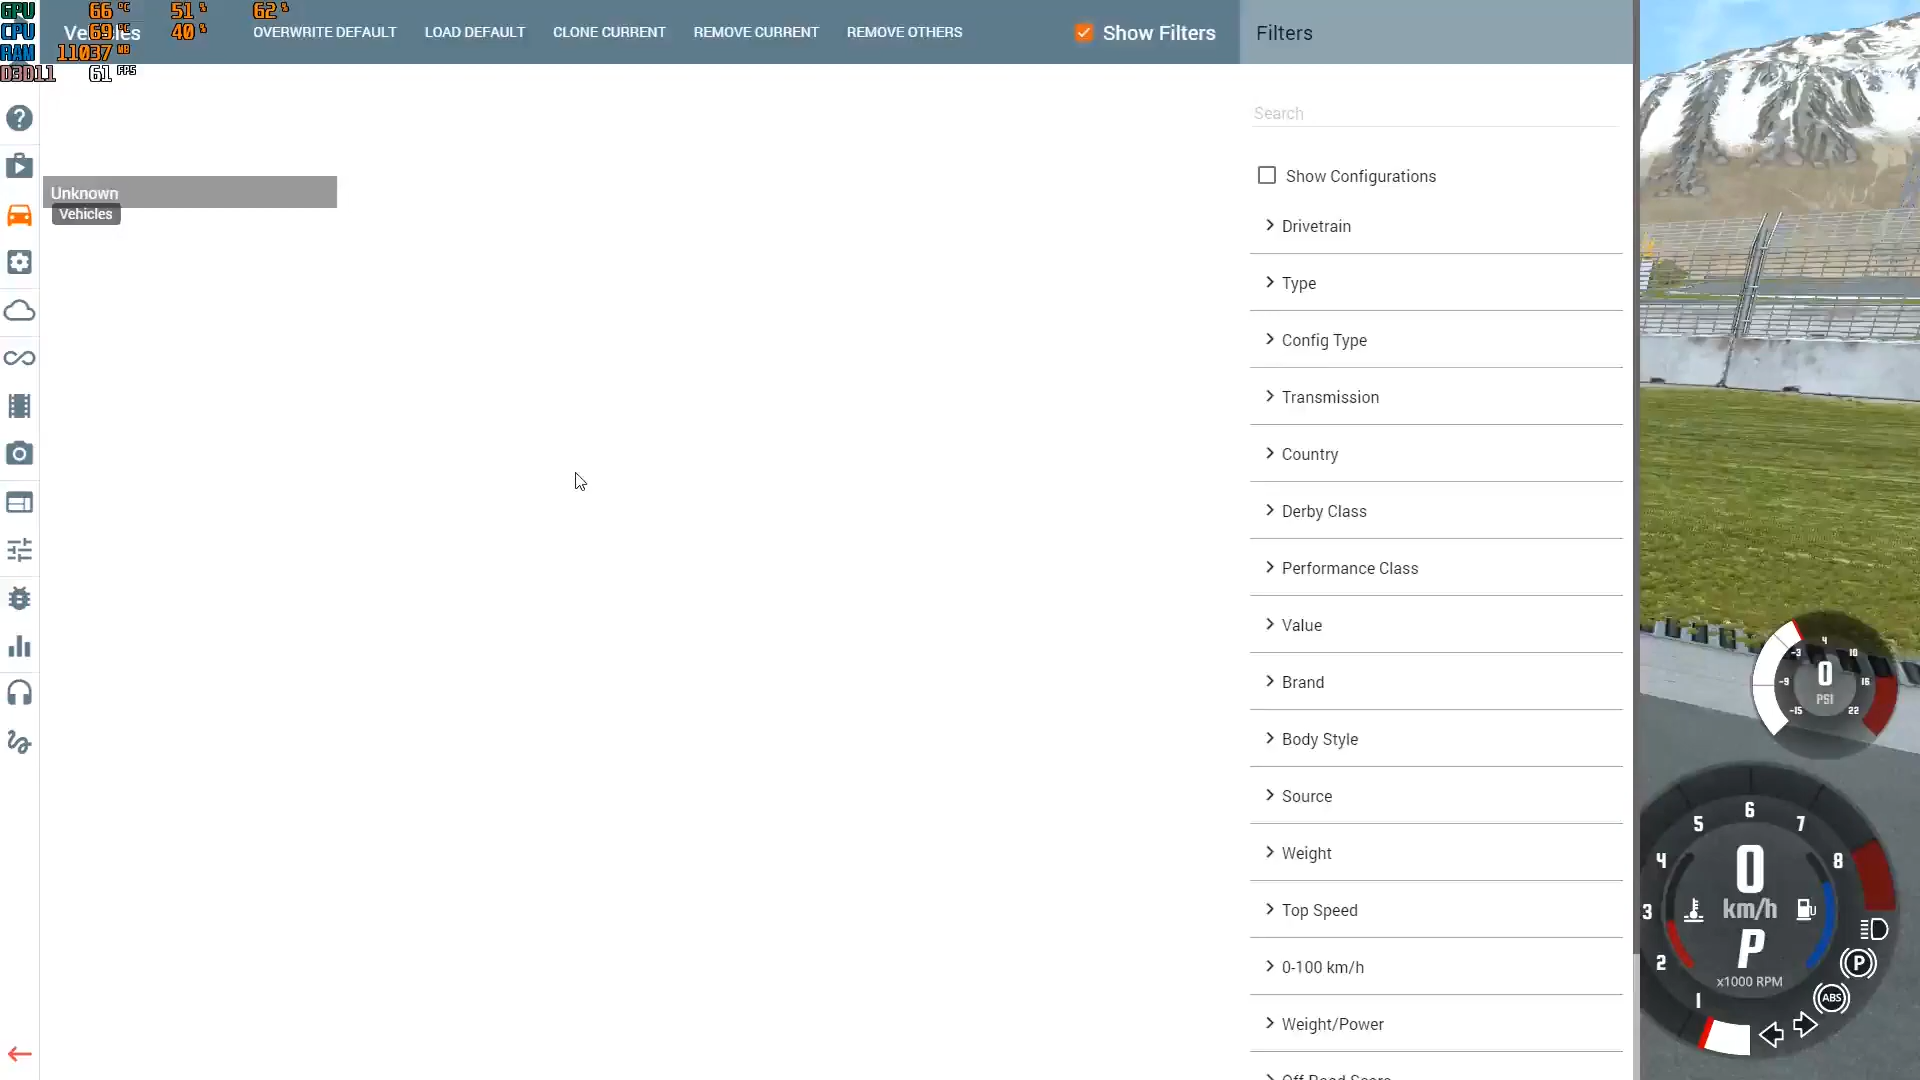 GPU 66 °C 51 % 62 %
CPU 69 °C 40 %
RAM 11037 MB
D3D11 61 FPS
Vehicles
OVERWRITE DEFAULT
LOAD DEFAULT
CLONE CURRENT
REMOVE CURRENT
REMOVE OTHERS
Show Filters
Filters
Unknown
Vehicles
Search
Show Configurations
Drivetrain
Type
Config Type
Transmission
Country
Derby Class
Performance Class
Value
Brand
Body Style
Source
Weight
Top Speed
0-100 km/h
Weight/Power
Off-Road Score
-15 -9 -3 4 10 16 22
0
PSI
1 2 3 4 5 6 7 8
0
km/h
P
x1000 RPM
P
ABS